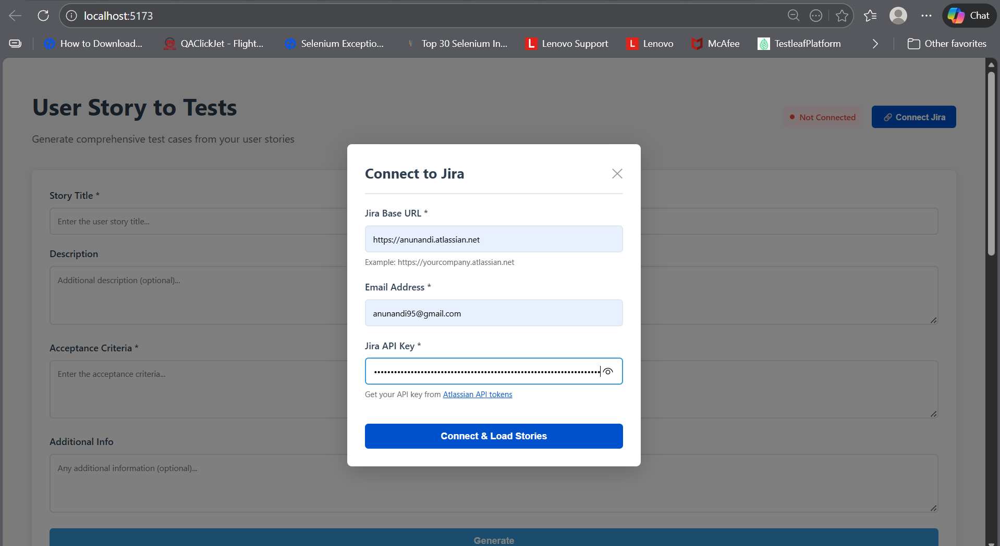 localhost:5173
Chat
How to Download...
QAClickJet - Flight...
Selenium Exceptio...
Top 30 Selenium In...
L
Lenovo Support
L
Lenovo
McAfee
TestleafPlatform
Other favorites
User Story to Tests
Not Connected
Connect Jira
Generate comprehensive test cases from your user stories
Story Title *
Enter the user story title...
Description
Additional description (optional)...
Acceptance Criteria *
Enter the acceptance criteria...
Additional Info
Any additional information (optional)...
Generate
Connect to Jira
Jira Base URL *
https://anunandi.atlassian.net
Example: https://yourcompany.atlassian.net
Email Address *
anunandi95@gmail.com
Jira API Key *
Get your API key from Atlassian API tokens
Connect & Load Stories